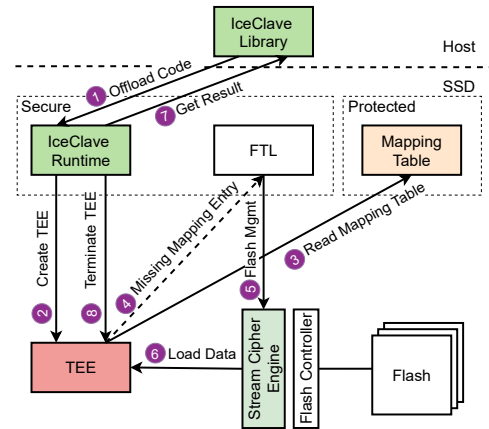 IceClave
Library
Host
SSD
1 Offload Code
7 Get Result
Secure
Protected
IceClave
Runtime
FTL
Mapping
Table
Create TEE
2
Terminate TEE
8
4 Missing Mapping Entry
5 Flash Mgmt
3 Read Mapping Table
TEE
6 Load Data
Stream Cipher
Engine
Flash Controller
Flash